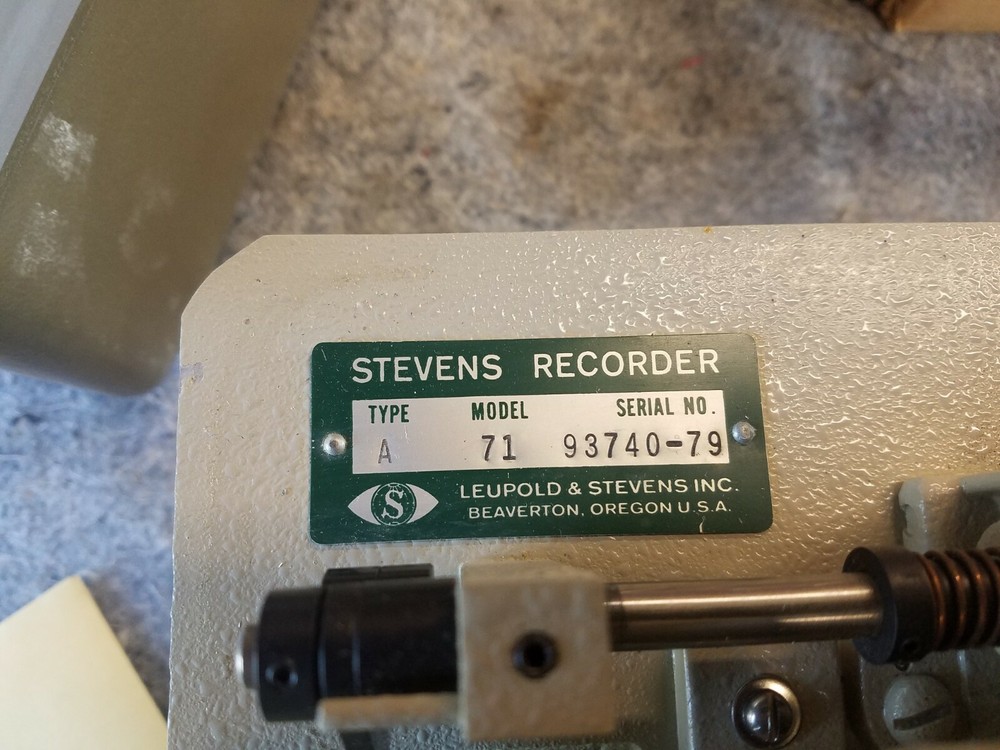 STEVENS RECORDER
TYPE MODEL SERIAL NO.
A 71 93740-79
S
LEUPOLD & STEVENS INC.
BEAVERTON, OREGON U.S.A.